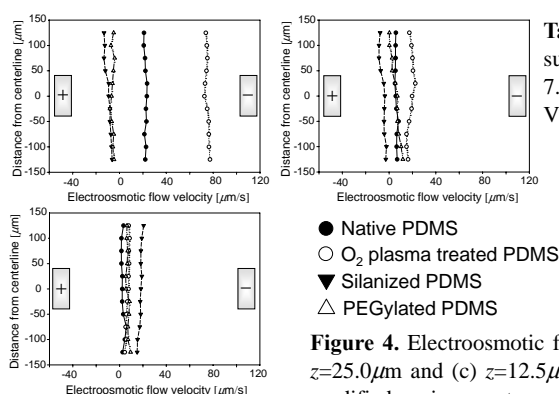 150
100
50
0
-50
-100
-150
Distance from centerline [μm]
+
−
-40 0 40 80 120
Electroosmotic flow velocity [μm/s]
150
100
50
0
-50
-100
-150
Distance from centerline [μm]
+
−
-40 0 40 80 120
Electroosmotic flow velocity [μm/s]
su
7.
V
150
100
50
0
-50
-100
-150
Distance from centerline [μm]
+
−
-40 0 40 80 120
Electroosmotic flow velocity [μm/s]
Native PDMS
O2 plasma treated PDMS
Silanized PDMS
PEGylated PDMS
Figure 4. Electroosmotic f
z=25.0μm and (c) z=12.5μ